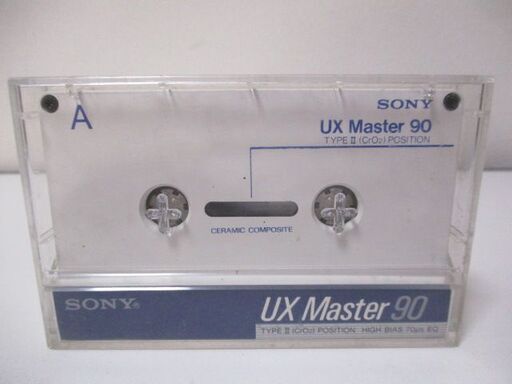 A
SONY
UX Master 90
TYPE II (CrO2) POSITION
CERAMIC COMPOSITE
SONY®
UX Master 90
TYPE II (CrO2) POSITION HIGH BIAS 70μs EQ